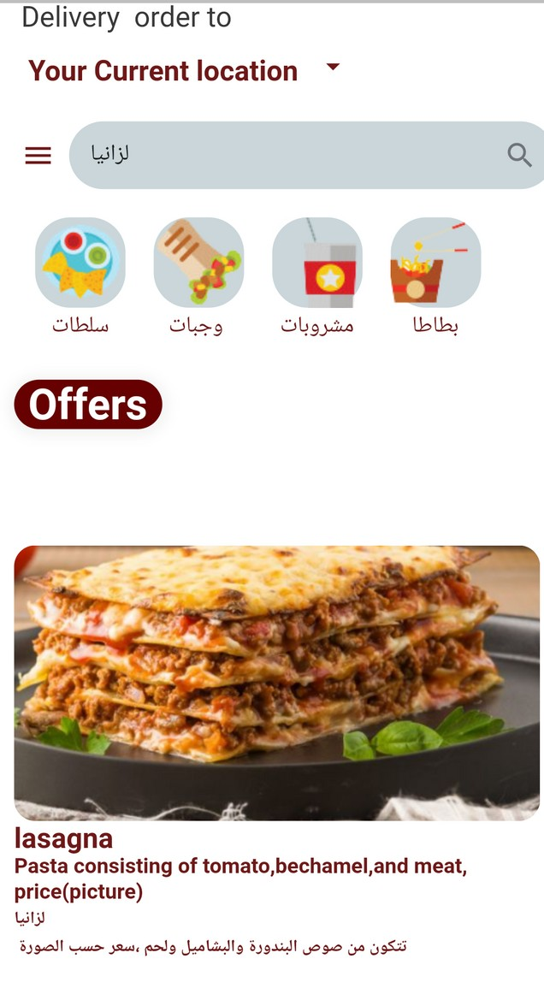 Delivery  order to
Your Current location
لزانيا
سلطات
وجبات
مشروبات
بطاطا
Offers
lasagna
Pasta consisting of tomato,bechamel,and meat,
price(picture)
لزانيا
تتكون من صوص البندورة والبشاميل ولحم ،سعر حسب الصورة